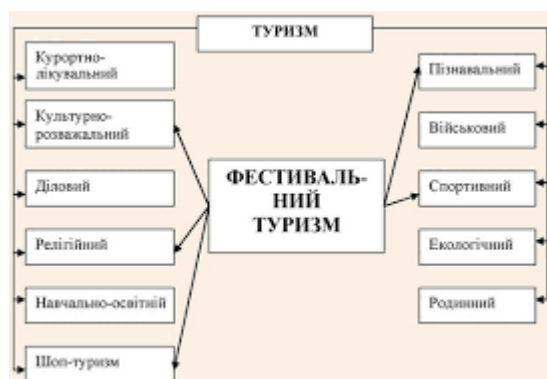 ТУРИЗМ
Курортно-
лікувальний
Культурно-
розважальний
Діловий
Релігійний
Навчально-освітній
Шоп-туризм
ФЕСТИВАЛЬ-
НИЙ
ТУРИЗМ
Пізнавальний
Військовий
Спортивний
Екологічний
Родинний